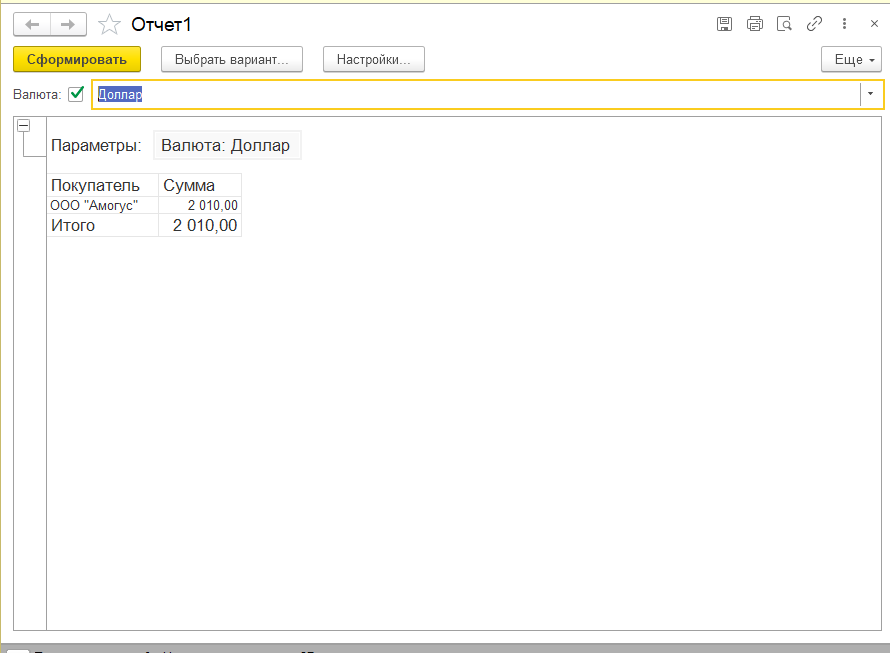 Отчет1
Сформировать Выбрать вариант... Настройки... Еще
Валюта: Доллар
Параметры: Валюта: Доллар
Покупатель Сумма
ООО "Амогус" 2 010,00
Итого 2 010,00